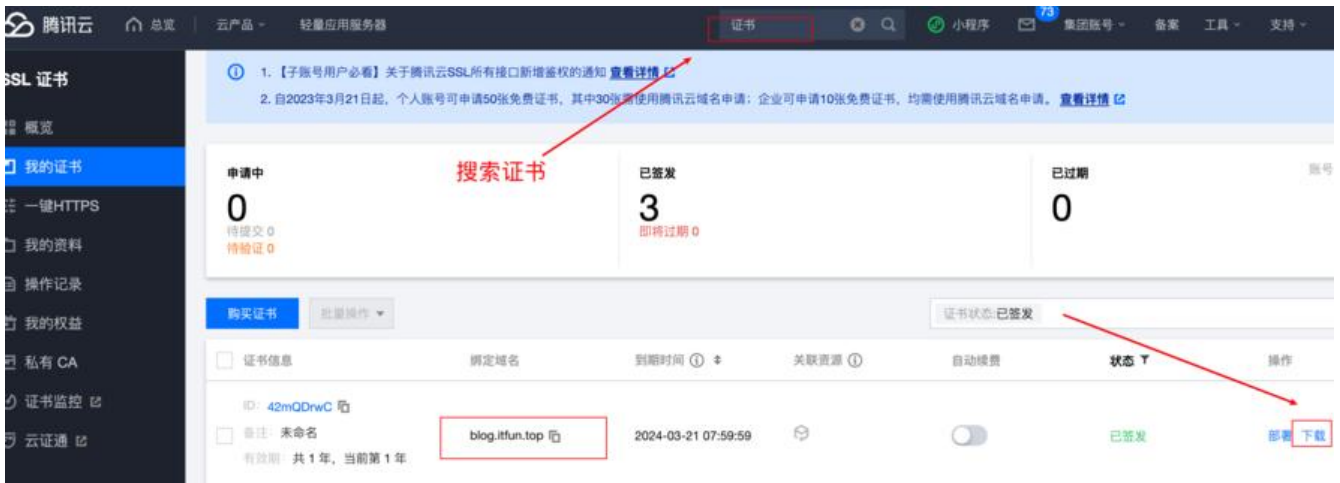 腾讯云 总览 云产品 轻量应用服务器 证书 小程序 73 集团账号 备案 工具 支持
SSL 证书
概览
我的证书
一键HTTPS
我的资料
操作记录
我的权益
私有 CA
证书监控
云证通
1. 【子账号用户必看】关于腾讯云SSL所有接口新增鉴权的通知 查看详情
2. 自2023年3月21日起，个人账号可申请50张免费证书，其中30张需使用腾讯云域名申请；企业可申请10张免费证书，均需使用腾讯云域名申请。 查看详情
搜索证书
申请中
0
待提交 0
待验证 0
已签发
3
即将过期 0
已过期
0
账号
购买证书 批量操作 证书状态:已签发
证书信息 绑定域名 到期时间 关联资源 自动续费 状态 操作
ID: 42mQDrwC
备注: 未命名
有效期: 共 1 年，当前第 1 年
blog.itfun.top 2024-03-21 07:59:59 已签发 部署 下载